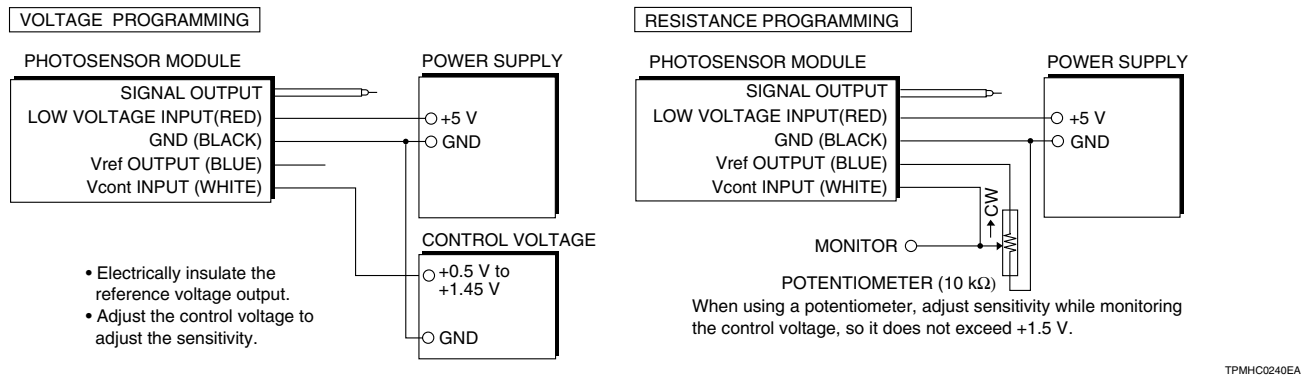 VOLTAGE PROGRAMMING
PHOTOSENSOR MODULE
SIGNAL OUTPUT
LOW VOLTAGE INPUT(RED)
GND (BLACK)
Vref OUTPUT (BLUE)
Vcont INPUT (WHITE)
POWER SUPPLY
+5 V
GND
CONTROL VOLTAGE
+0.5 V to
+1.45 V
GND
• Electrically insulate the
reference voltage output.
• Adjust the control voltage to
adjust the sensitivity.
RESISTANCE PROGRAMMING
PHOTOSENSOR MODULE
SIGNAL OUTPUT
LOW VOLTAGE INPUT(RED)
GND (BLACK)
Vref OUTPUT (BLUE)
Vcont INPUT (WHITE)
POWER SUPPLY
+5 V
GND
CW
MONITOR
POTENTIOMETER (10 kΩ)
When using a potentiometer, adjust sensitivity while monitoring
the control voltage, so it does not exceed +1.5 V.
TPMHC0240EA